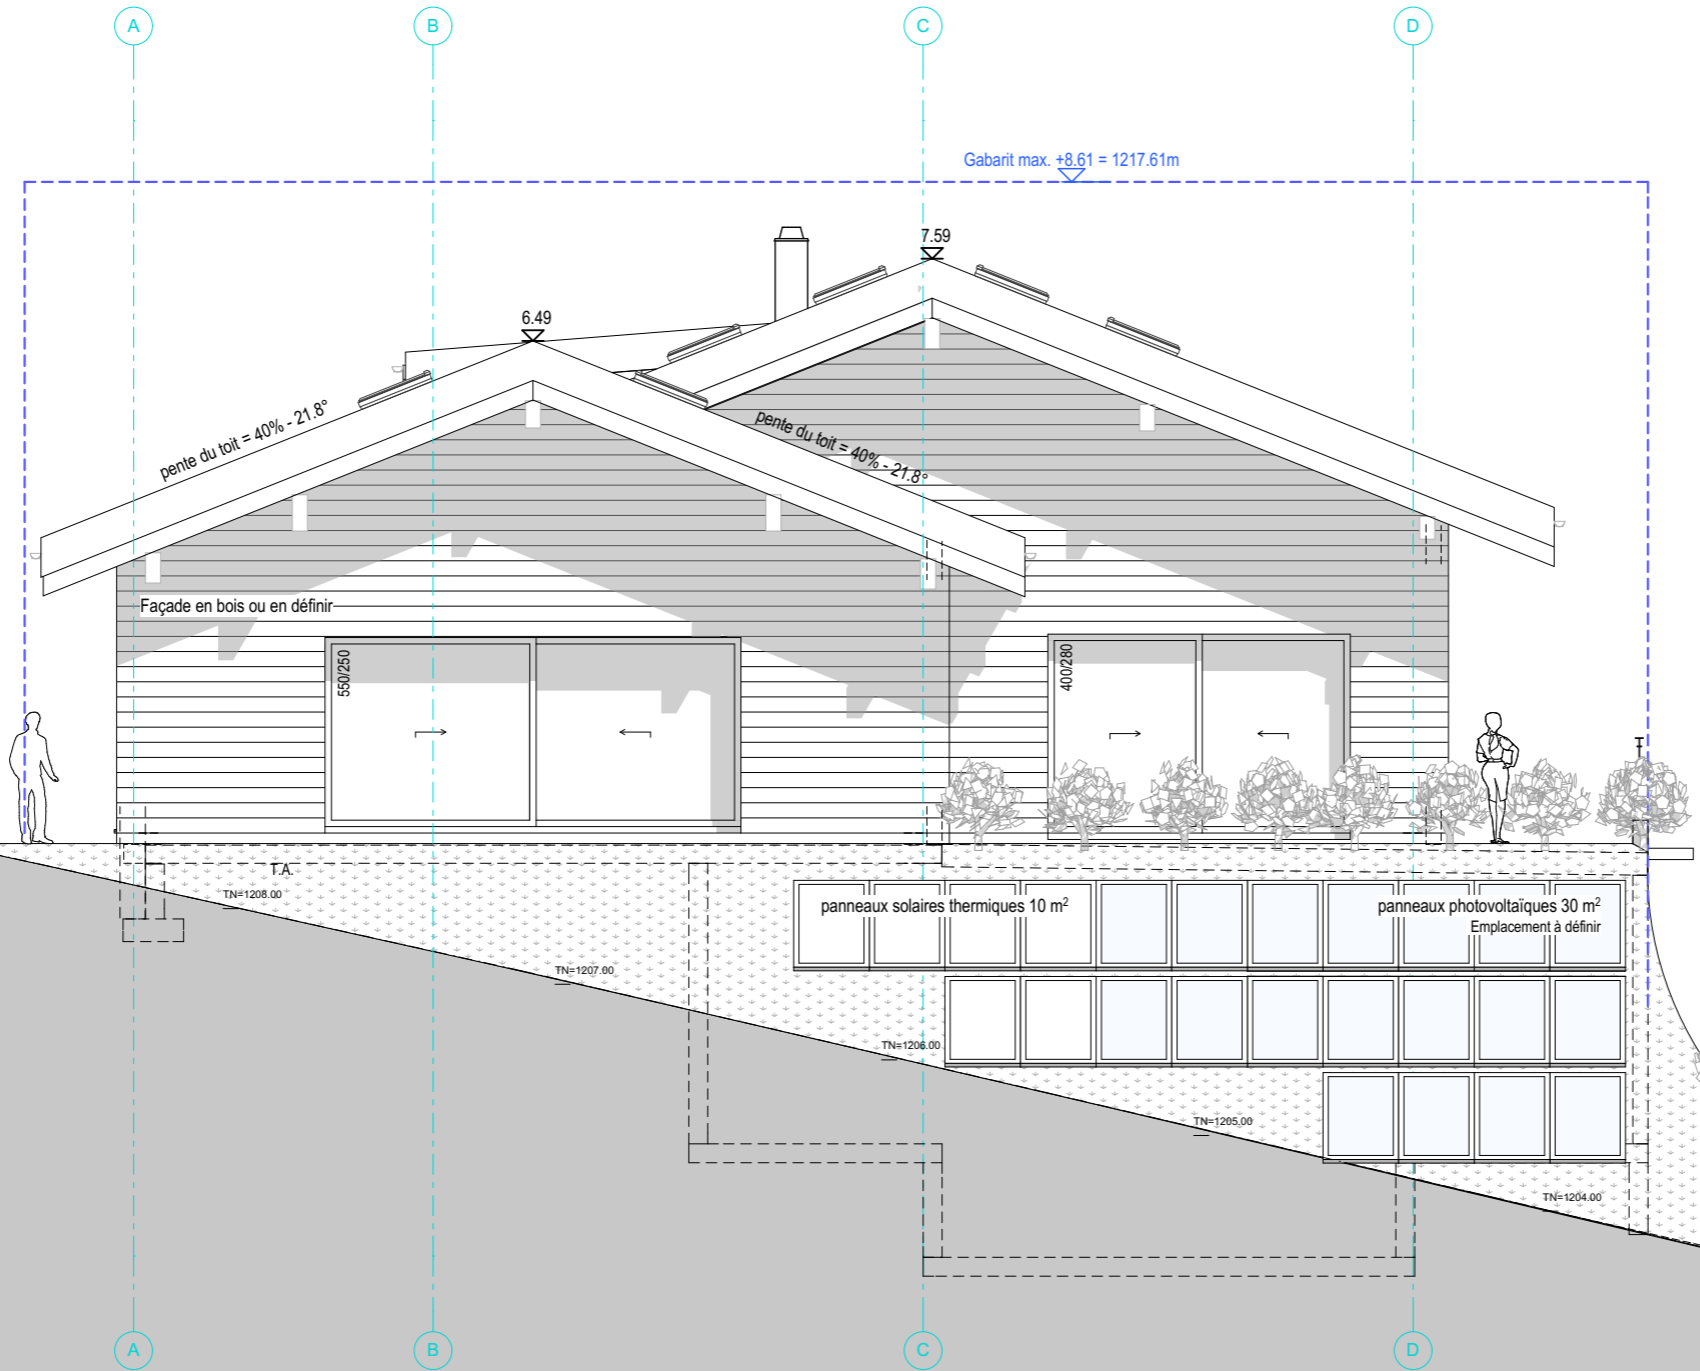 A
B
C
D
Gabarit max. +8.61 = 1217.61m
7.59
6.49
pente du toit = 40% - 21.8°
pente du toit = 40% - 21.8°
Façade en bois ou en définir
550/250
400/280
T.A.
TN=1208.00
panneaux solaires thermiques 10 m²
panneaux photovoltaïques 30 m²
Emplacement à définir
TN=1207.00
TN=1206.00
TN=1205.00
TN=1204.00
A
B
C
D